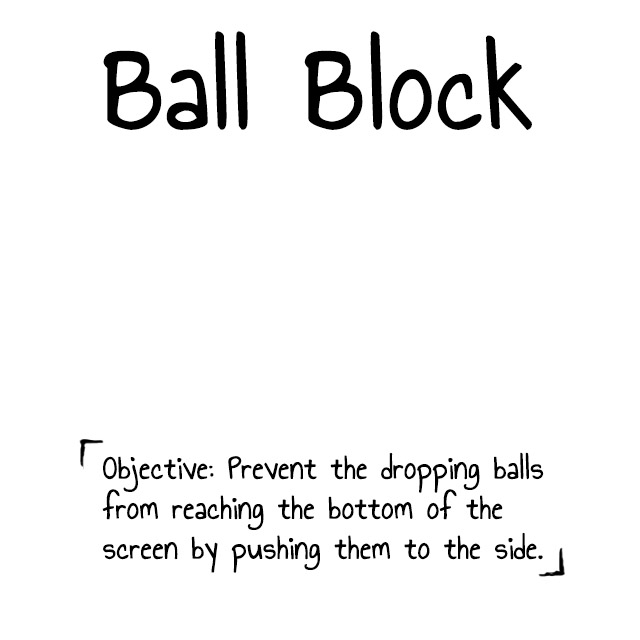 Ball Block
Objective: Prevent the dropping balls
from reaching the bottom of the
screen by pushing them to the side.